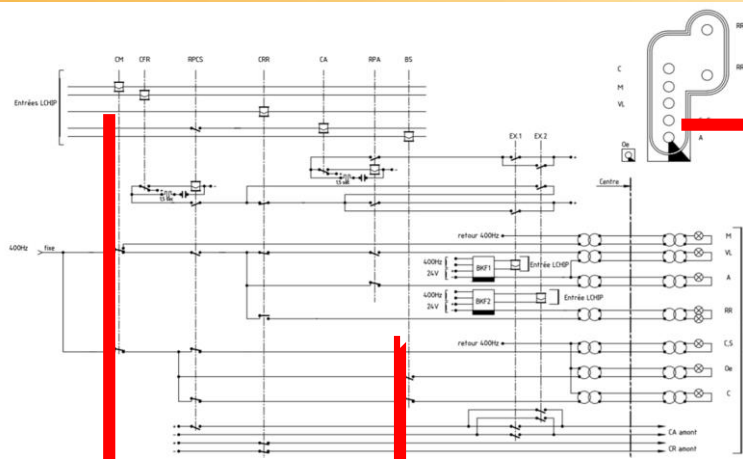 RR
CM CFR RPCS CRR CA RPA BS
C
RR
M
Entrées LCHIP
VL
A
EX.1 EX.2
Oe
Cantre
retour 400Hz
M
400Hz
fixe
VL
400Hz
24V
BKF1
Entrée LCHIP
A
400Hz
24V
BKF2
Entrée LCHIP
RR
retour 400Hz
C,S
Oe
C
CA amont
CR amont